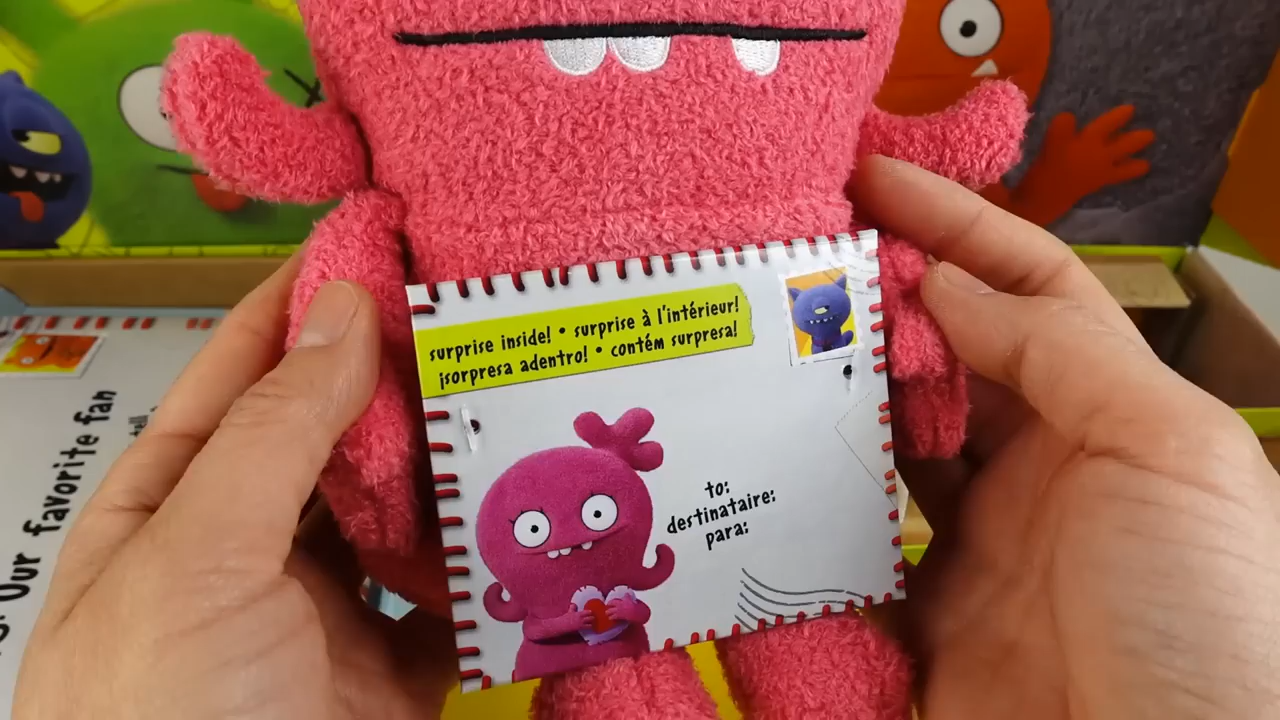 surprise inside! • surprise à l'intérieur!
¡sorpresa adentro! • contém surpresa!
to:
destinataire:
para:
Our favorite fan